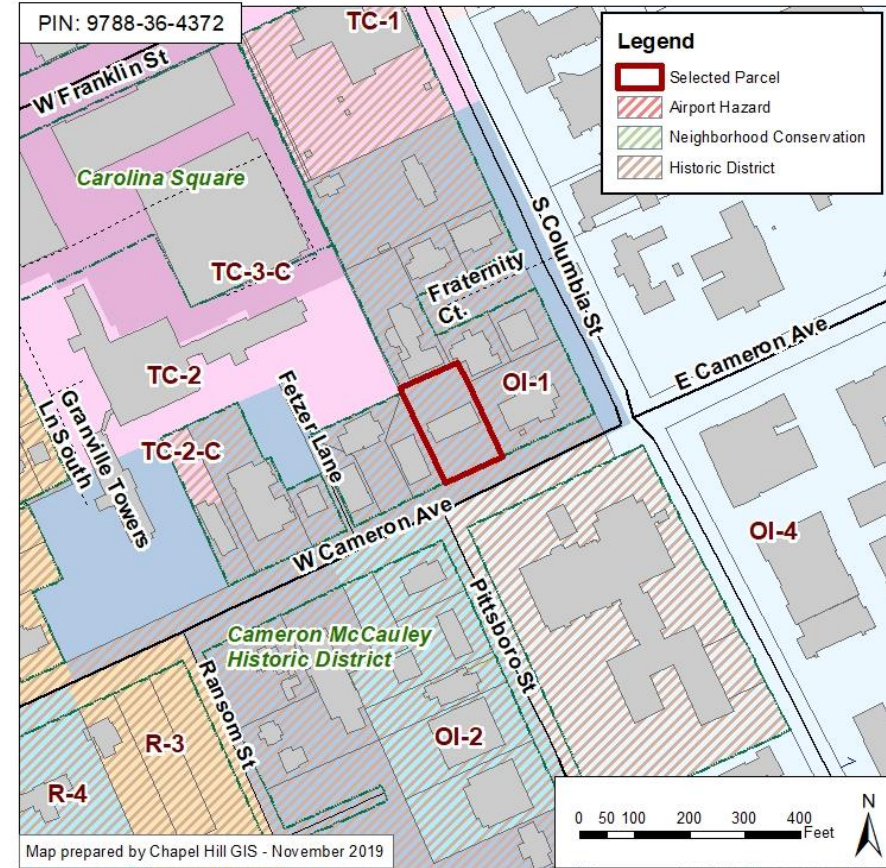 PIN: 9788-36-4372
TC-1
W Franklin St
Legend
Selected Parcel
Airport Hazard
Neighborhood Conservation
Historic District
Carolina Square
S Columbia St
TC-3-C
Fraternity
Ct.
E Cameron Ave
TC-2
OI-1
Fetzer Lane
Granville Towers
Ln South
TC-2-C
W Cameron Ave
OI-4
Pittsboro St
Cameron McCauley
Historic District
Ransom St
R-3
OI-2
R-4
0 50 100 200 300 400
Feet
N
Map prepared by Chapel Hill GIS - November 2019